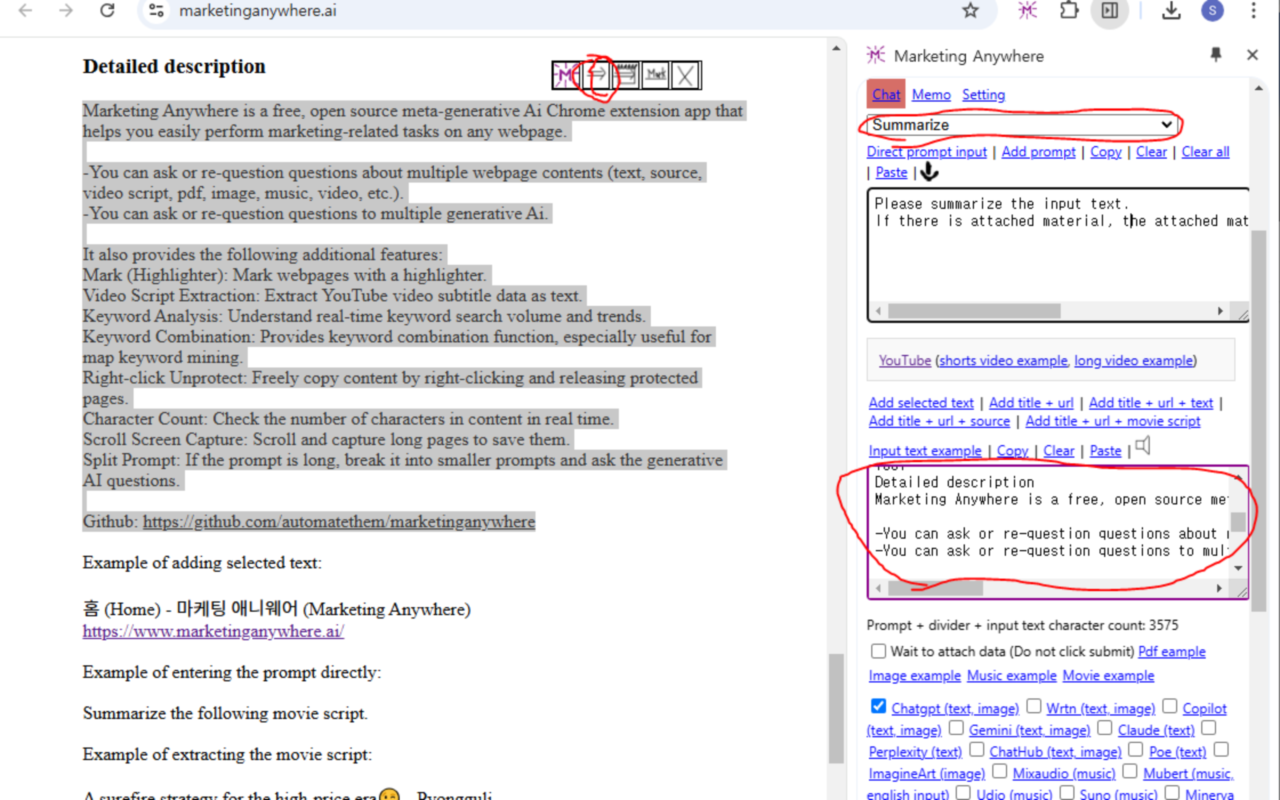 marketinganywhere.ai
S
Detailed description
Mark
Marketing Anywhere is a free, open source meta-generative Ai Chrome extension app that
helps you easily perform marketing-related tasks on any webpage.
-You can ask or re-question questions about multiple webpage contents (text, source,
video script, pdf, image, music, video, etc.).
-You can ask or re-question questions to multiple generative Ai.
It also provides the following additional features:
Mark (Highlighter): Mark webpages with a highlighter.
Video Script Extraction: Extract YouTube video subtitle data as text.
Keyword Analysis: Understand real-time keyword search volume and trends.
Keyword Combination: Provides keyword combination function, especially useful for
map keyword mining.
Right-click Unprotect: Freely copy content by right-clicking and releasing protected
pages.
Character Count: Check the number of characters in content in real time.
Scroll Screen Capture: Scroll and capture long pages to save them.
Split Prompt: If the prompt is long, break it into smaller prompts and ask the generative
AI questions.
Github: https://github.com/automatethem/marketinganywhere
Example of adding selected text:
홈 (Home) - 마케팅 애니웨어 (Marketing Anywhere)
https://www.marketinganywhere.ai/
Example of entering the prompt directly:
Summarize the following movie script.
Example of extracting the movie script:
A surefire strategy for the high-price era
Marketing Anywhere
Chat Memo Setting
Summarize
Direct prompt input | Add prompt | Copy | Clear | Clear all
| Paste |
Please summarize the input text.
If there is attached material, the attached mat
YouTube (shorts video example, long video example)
Add selected text | Add title + url | Add title + url + text |
Add title + url + source | Add title + url + movie script
Input text example | Copy | Clear | Paste |
Detailed description
Marketing Anywhere is a free, open source me
-You can ask or re-question questions about
-You can ask or re-question questions to mul
Prompt + divider + input text character count: 3575
Wait to attach data (Do not click submit) Pdf eample
Image example Music example Movie example
Chatgpt (text, image) Wrtn (text, image) Copilot
(text, image) Gemini (text, image) Claude (text)
Perplexity (text) ChatHub (text, image) Poe (text)
ImagineArt (image) Mixaudio (music) Mubert (music,
english input) Udio (music) Suno (music) Minerva